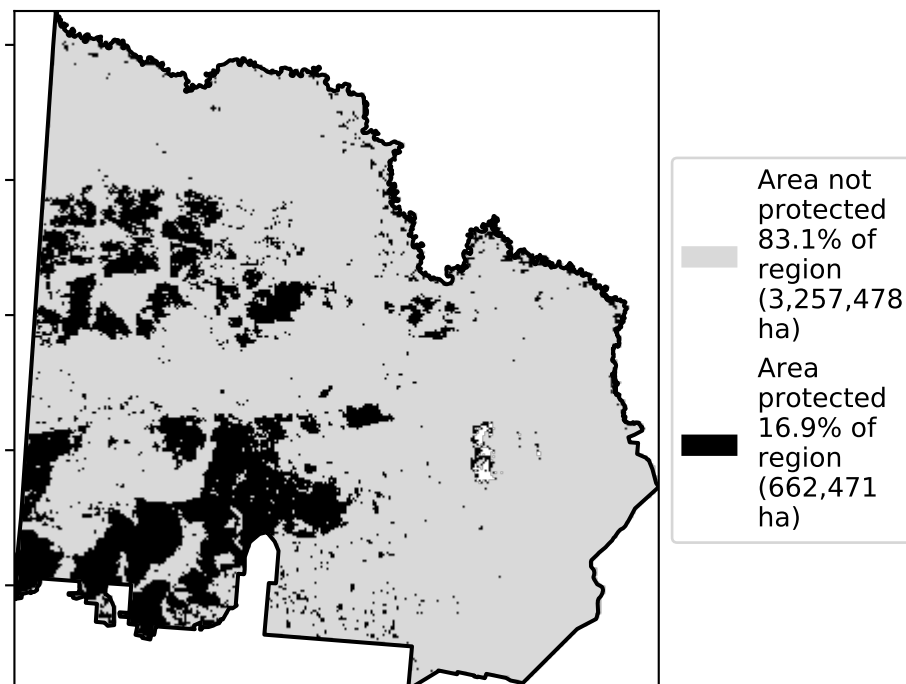 Area not
protected
83.1% of
region
(3,257,478
ha)
Area
protected
16.9% of
region
(662,471
ha)